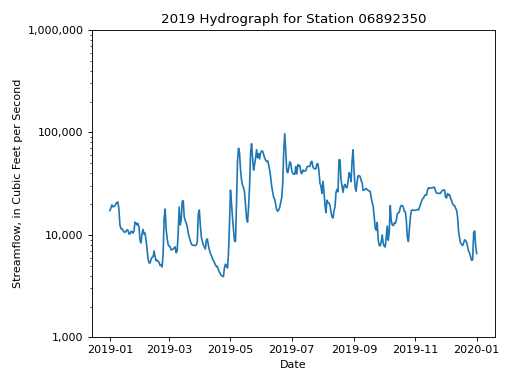 2019 Hydrograph for Station 06892350
1,000,000
100,000
10,000
1,000
Streamflow, in Cubic Feet per Second
2019-01 2019-03 2019-05 2019-07 2019-09 2019-11 2020-01
Date